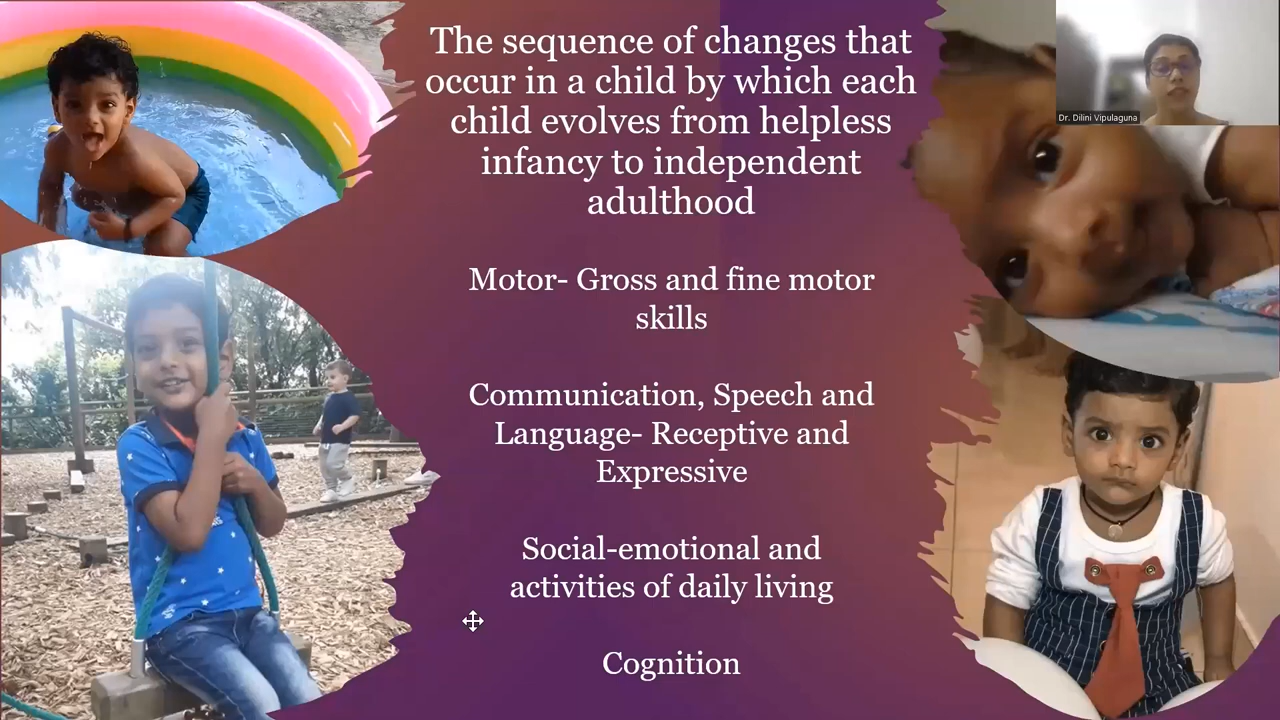 The sequence of changes that
occur in a child by which each
child evolves from helpless
infancy to independent
adulthood
Motor- Gross and fine motor
skills
Communication, Speech and
Language- Receptive and
Expressive
Social-emotional and
activities of daily living
Cognition
Dr. Dilini Vipulaguna